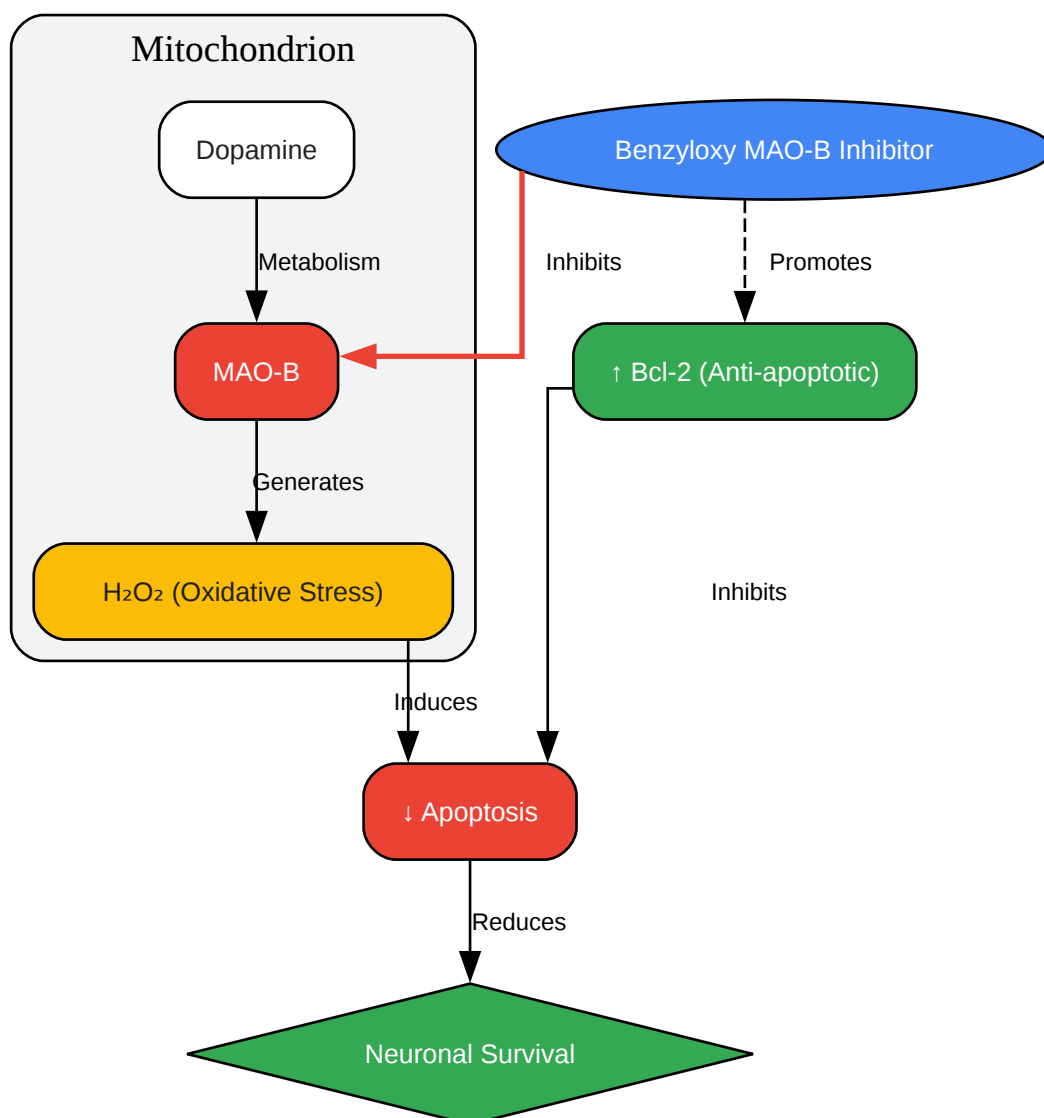 Mitochondrion
Dopamine
Benzyloxy MAO-B Inhibitor
Metabolism
Inhibits
Promotes
MAO-B
↑ Bcl-2 (Anti-apoptotic)
Generates
H₂O₂ (Oxidative Stress)
Inhibits
Induces
↓ Apoptosis
Reduces
Neuronal Survival